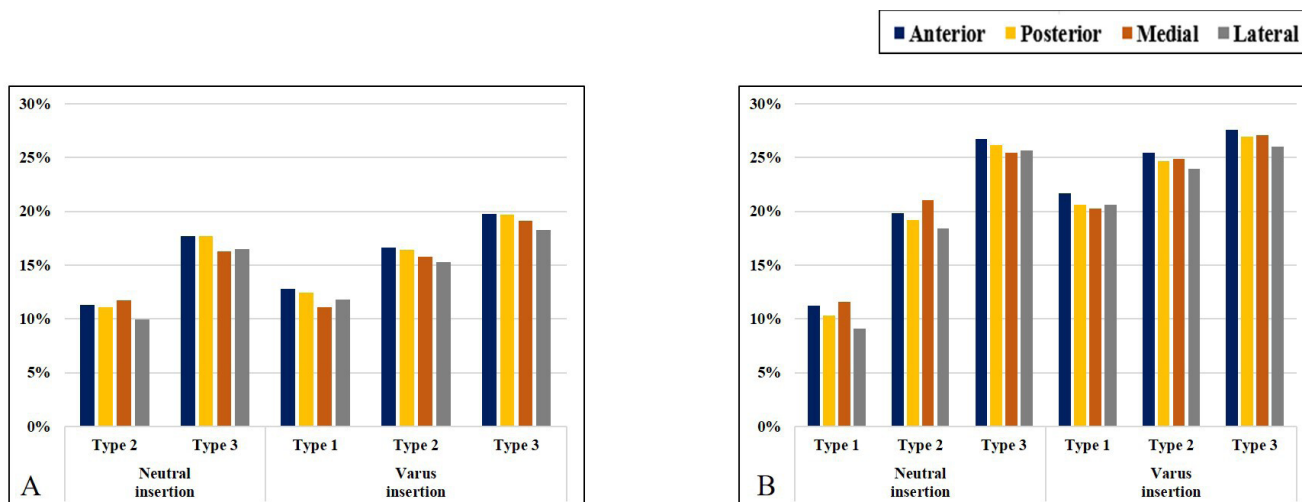 Anterior Posterior Medial Lateral
30%
25%
20%
15%
10%
5%
0%
Type 2 Type 3 Type 1 Type 2 Type 3
Neutral insertion
Varus insertion
A
30%
25%
20%
15%
10%
5%
0%
Type 1 Type 2 Type 3 Type 1 Type 2 Type 3
Neutral insertion
Varus insertion
B